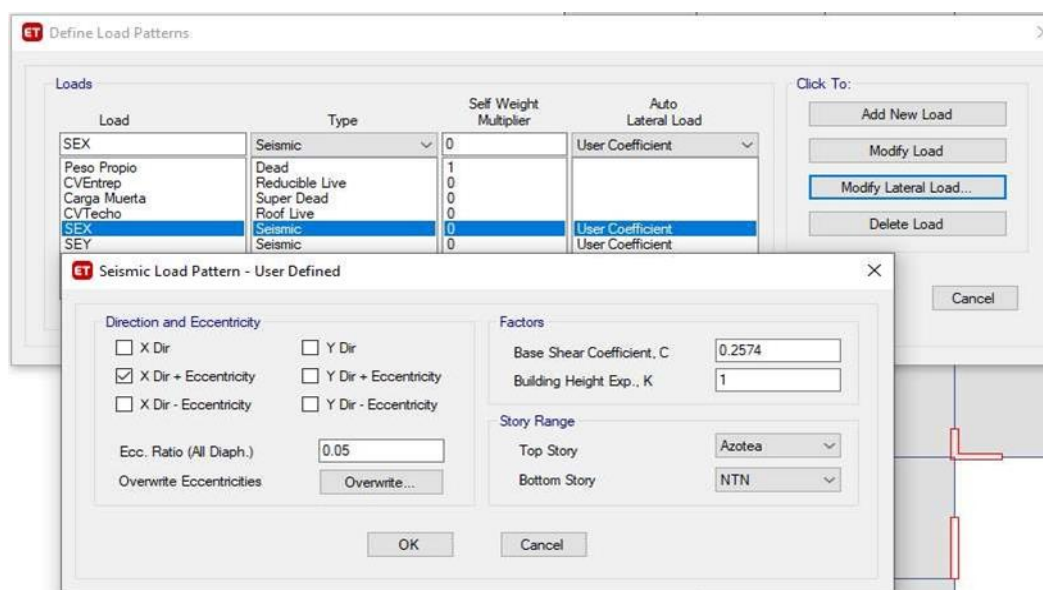 ET Define Load Patterns
Loads
Click To:
Load Type Self Weight Multiplier Auto Lateral Load
SEX Seismic 0 User Coefficient
Peso Propio Dead 1
CVEntrep Reducible Live 0
Carga Muerta Super Dead 0
CVTecho Roof Live 0
SEX Seismic 0 User Coefficient
SEY Seismic 0 User Coefficient
Add New Load
Modify Load
Modify Lateral Load...
Delete Load
Cancel
ET Seismic Load Pattern - User Defined
Direction and Eccentricity
X Dir Y Dir
X Dir + Eccentricity Y Dir + Eccentricity
X Dir - Eccentricity Y Dir - Eccentricity
Ecc. Ratio (All Diaph.) 0.05
Overwrite Eccentricities Overwrite...
Factors
Base Shear Coefficient, C 0.2574
Building Height Exp., K 1
Story Range
Top Story Azotea
Bottom Story NTN
OK Cancel